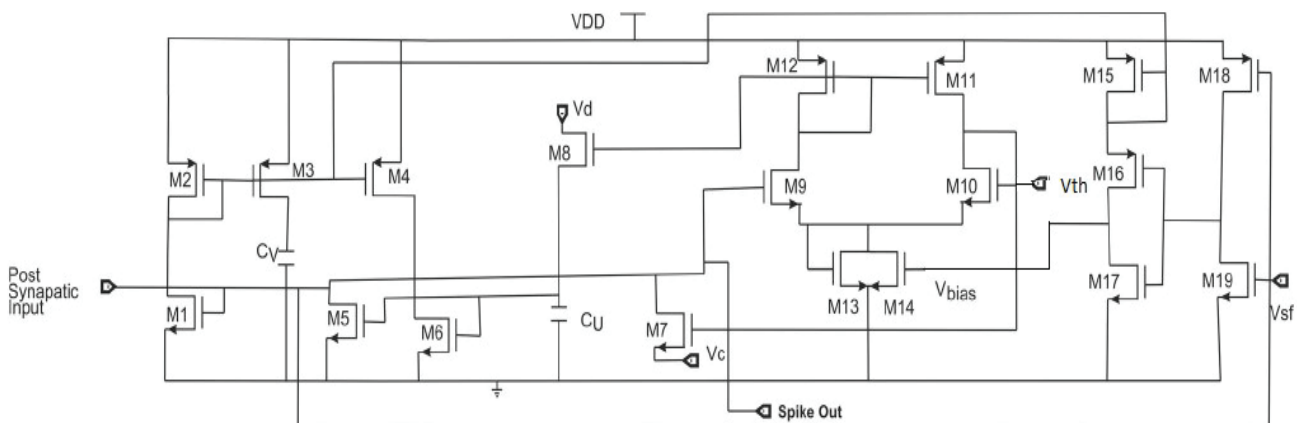 VDD
M12
M11
M15
M18
Vd
M8
M2
M3
M4
M9
M10
Vth
M16
CV
Post
Synapatic
Input
M1
M5
M6
CU
M7
Vc
M13
M14
Vbias
M17
M19
Vsf
Spike Out